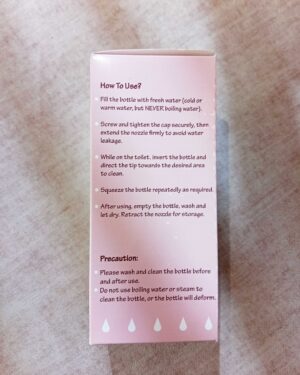 How To Use?
• Fill the bottle with fresh water (cold or
warm water, but NEVER boiling water).
• Screw and tighten the cap securely, then
extend the nozzle firmly to avoid water
leakage.
• While on the toilet, invert the bottle and
direct the tip towards the desired area
to clean.
• Squeeze the bottle repeatedly as required.
• After using, empty the bottle, wash and
let dry. Retract the nozzle for storage.
Precaution:
• Please wash and clean the bottle before
and after use.
• Do not use boiling water or steam to
clean the bottle, or the bottle will deform.